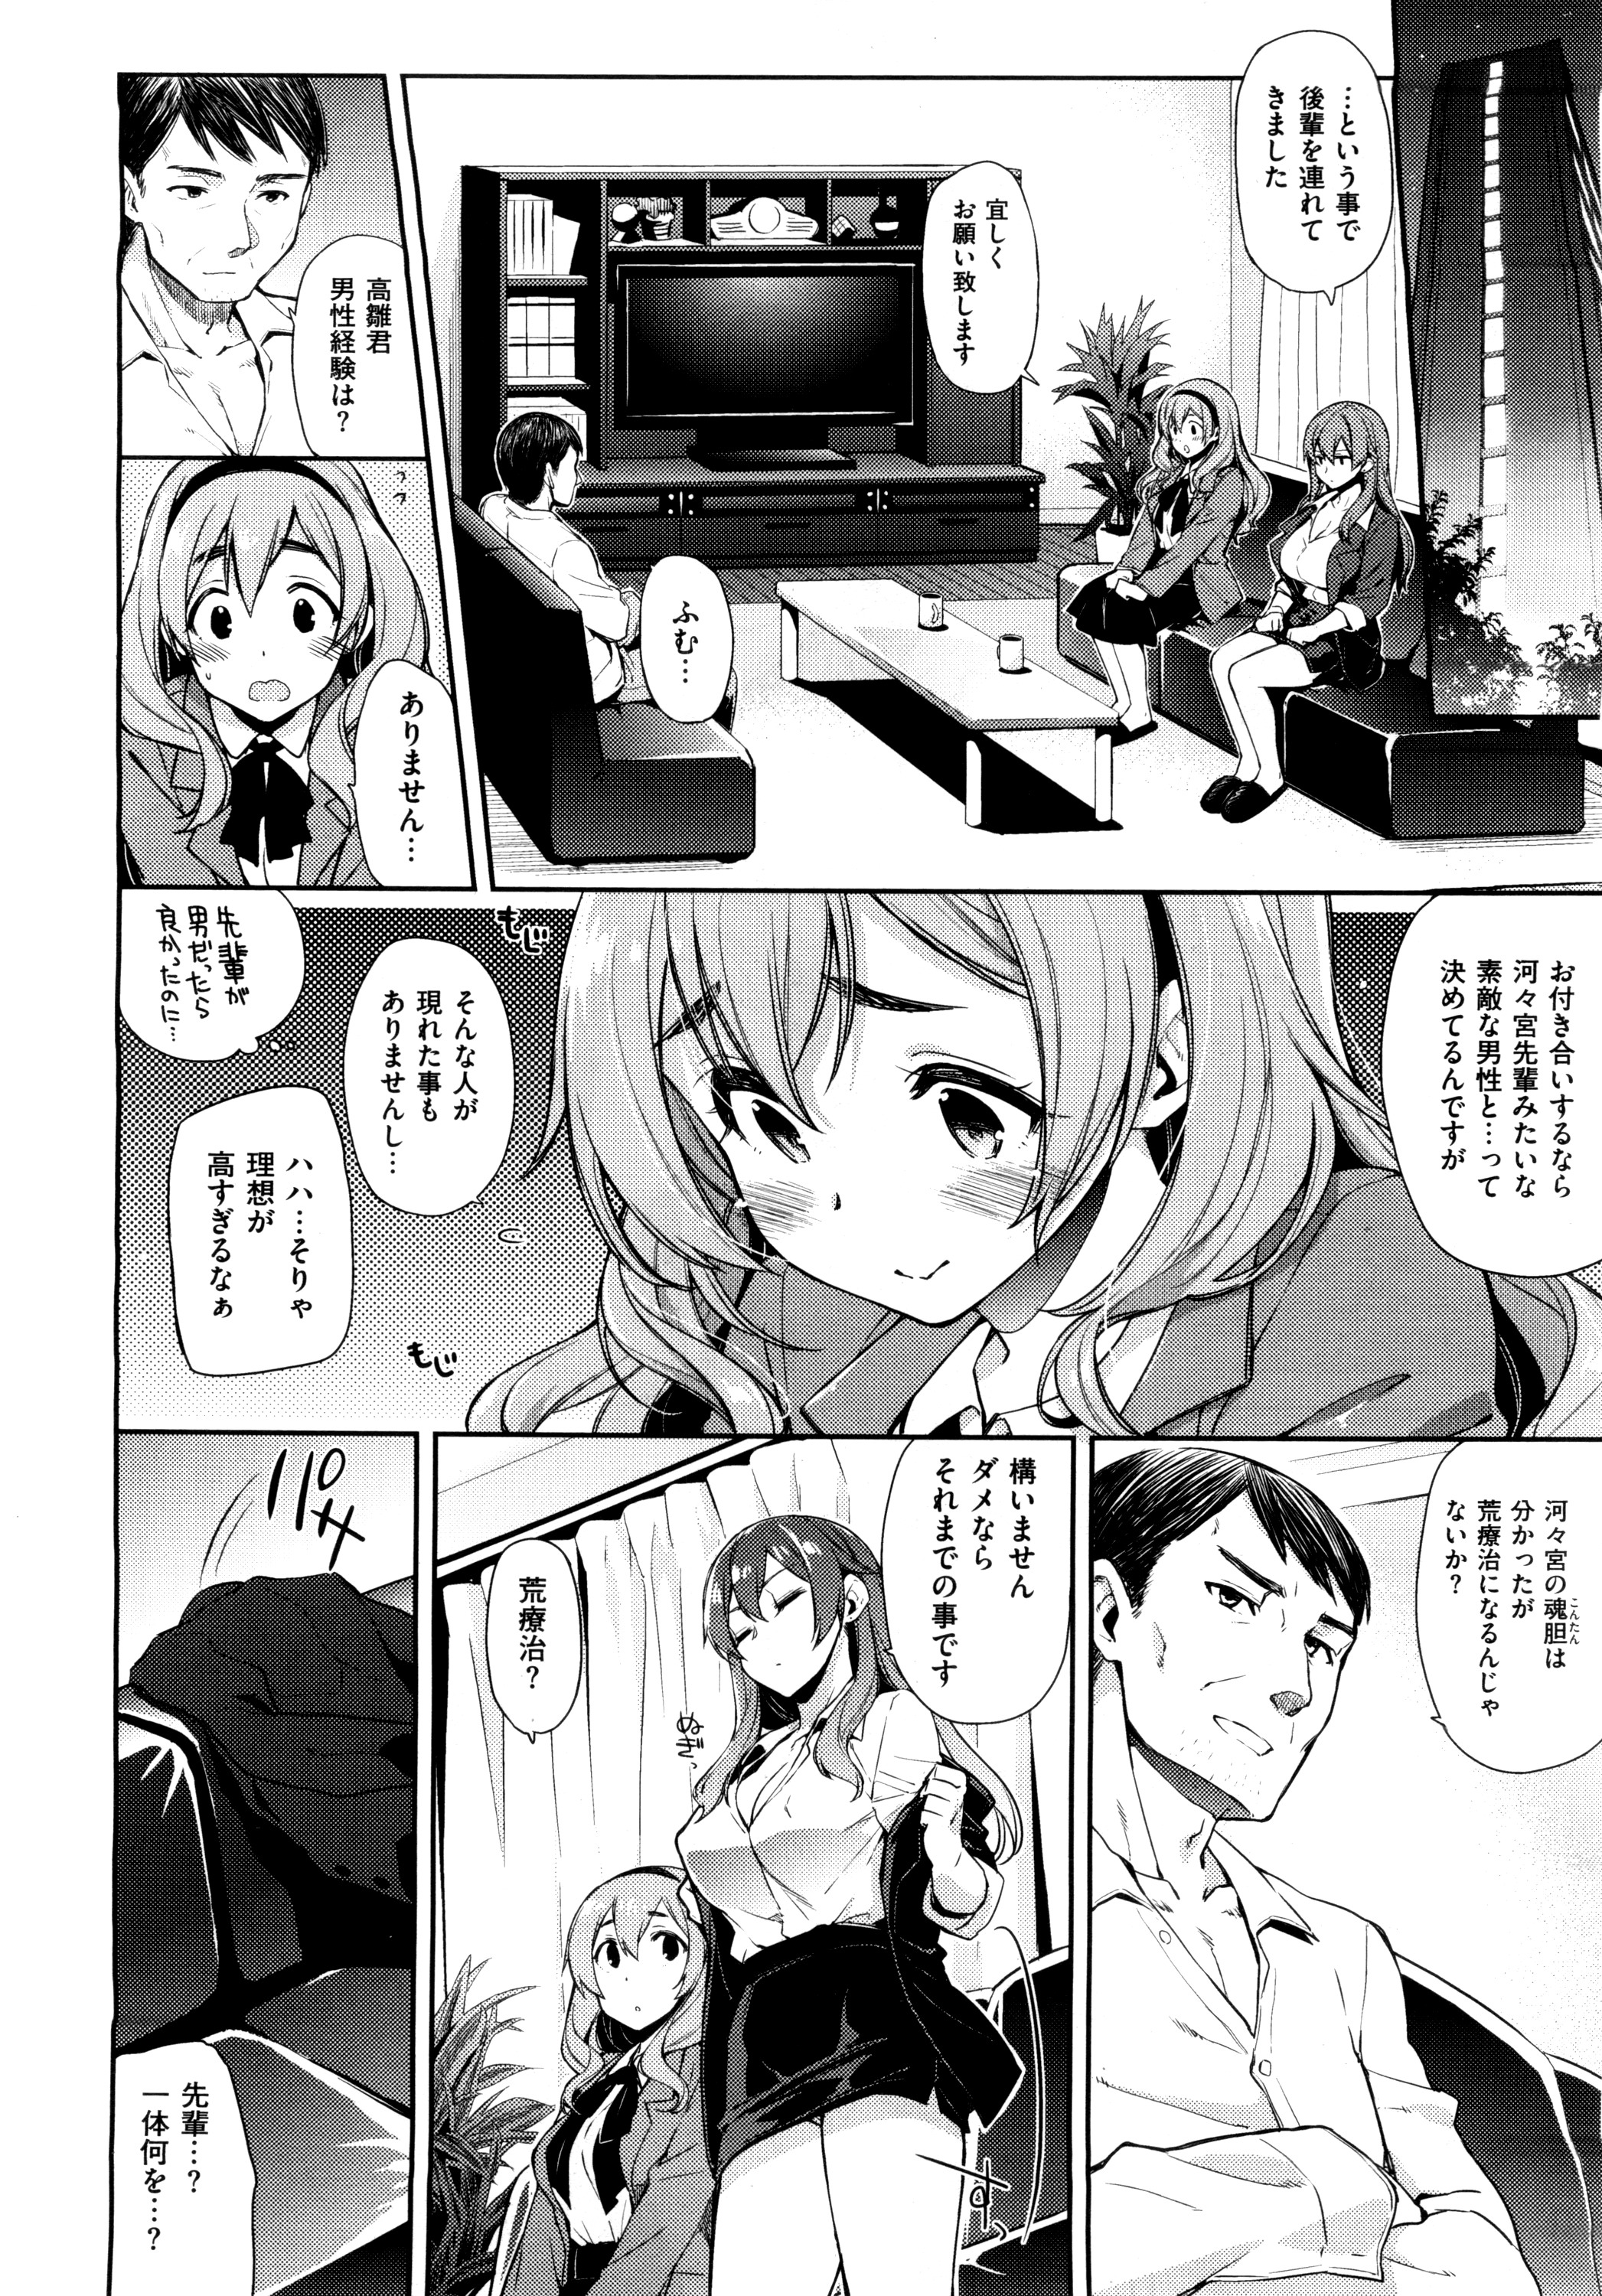 …という事で
後輩を連れて
きました
宜しく
お願い致します
ふむ…
高雛君
男性経験は?
ありません…
お付き合いするなら
河々宮先輩みたいな
素敵な男性と…って
決めてるんですが
もじ
そんな人が
現れた事も
ありませんし…
先輩が
男だったら
良かったのに…
ハハ…そりゃ
理想が
高すぎるなぁ
もじ
河々宮の魂胆は
こんたん
分かったが
荒療治になるんじゃ
ないか?
構いません
ダメなら
それまでの事です
荒療治?
ぬぎっ
すっ
パサ
先輩…?
一体何を…?